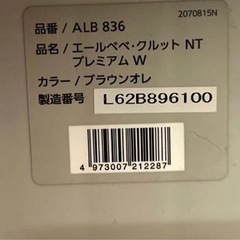 2070815N
品番 / ALB 836
品名 / エールベベ・クルット NT
プレミアム W
カラー / ブラウンオレ
製造番号 L62B896100
4 973007 212287